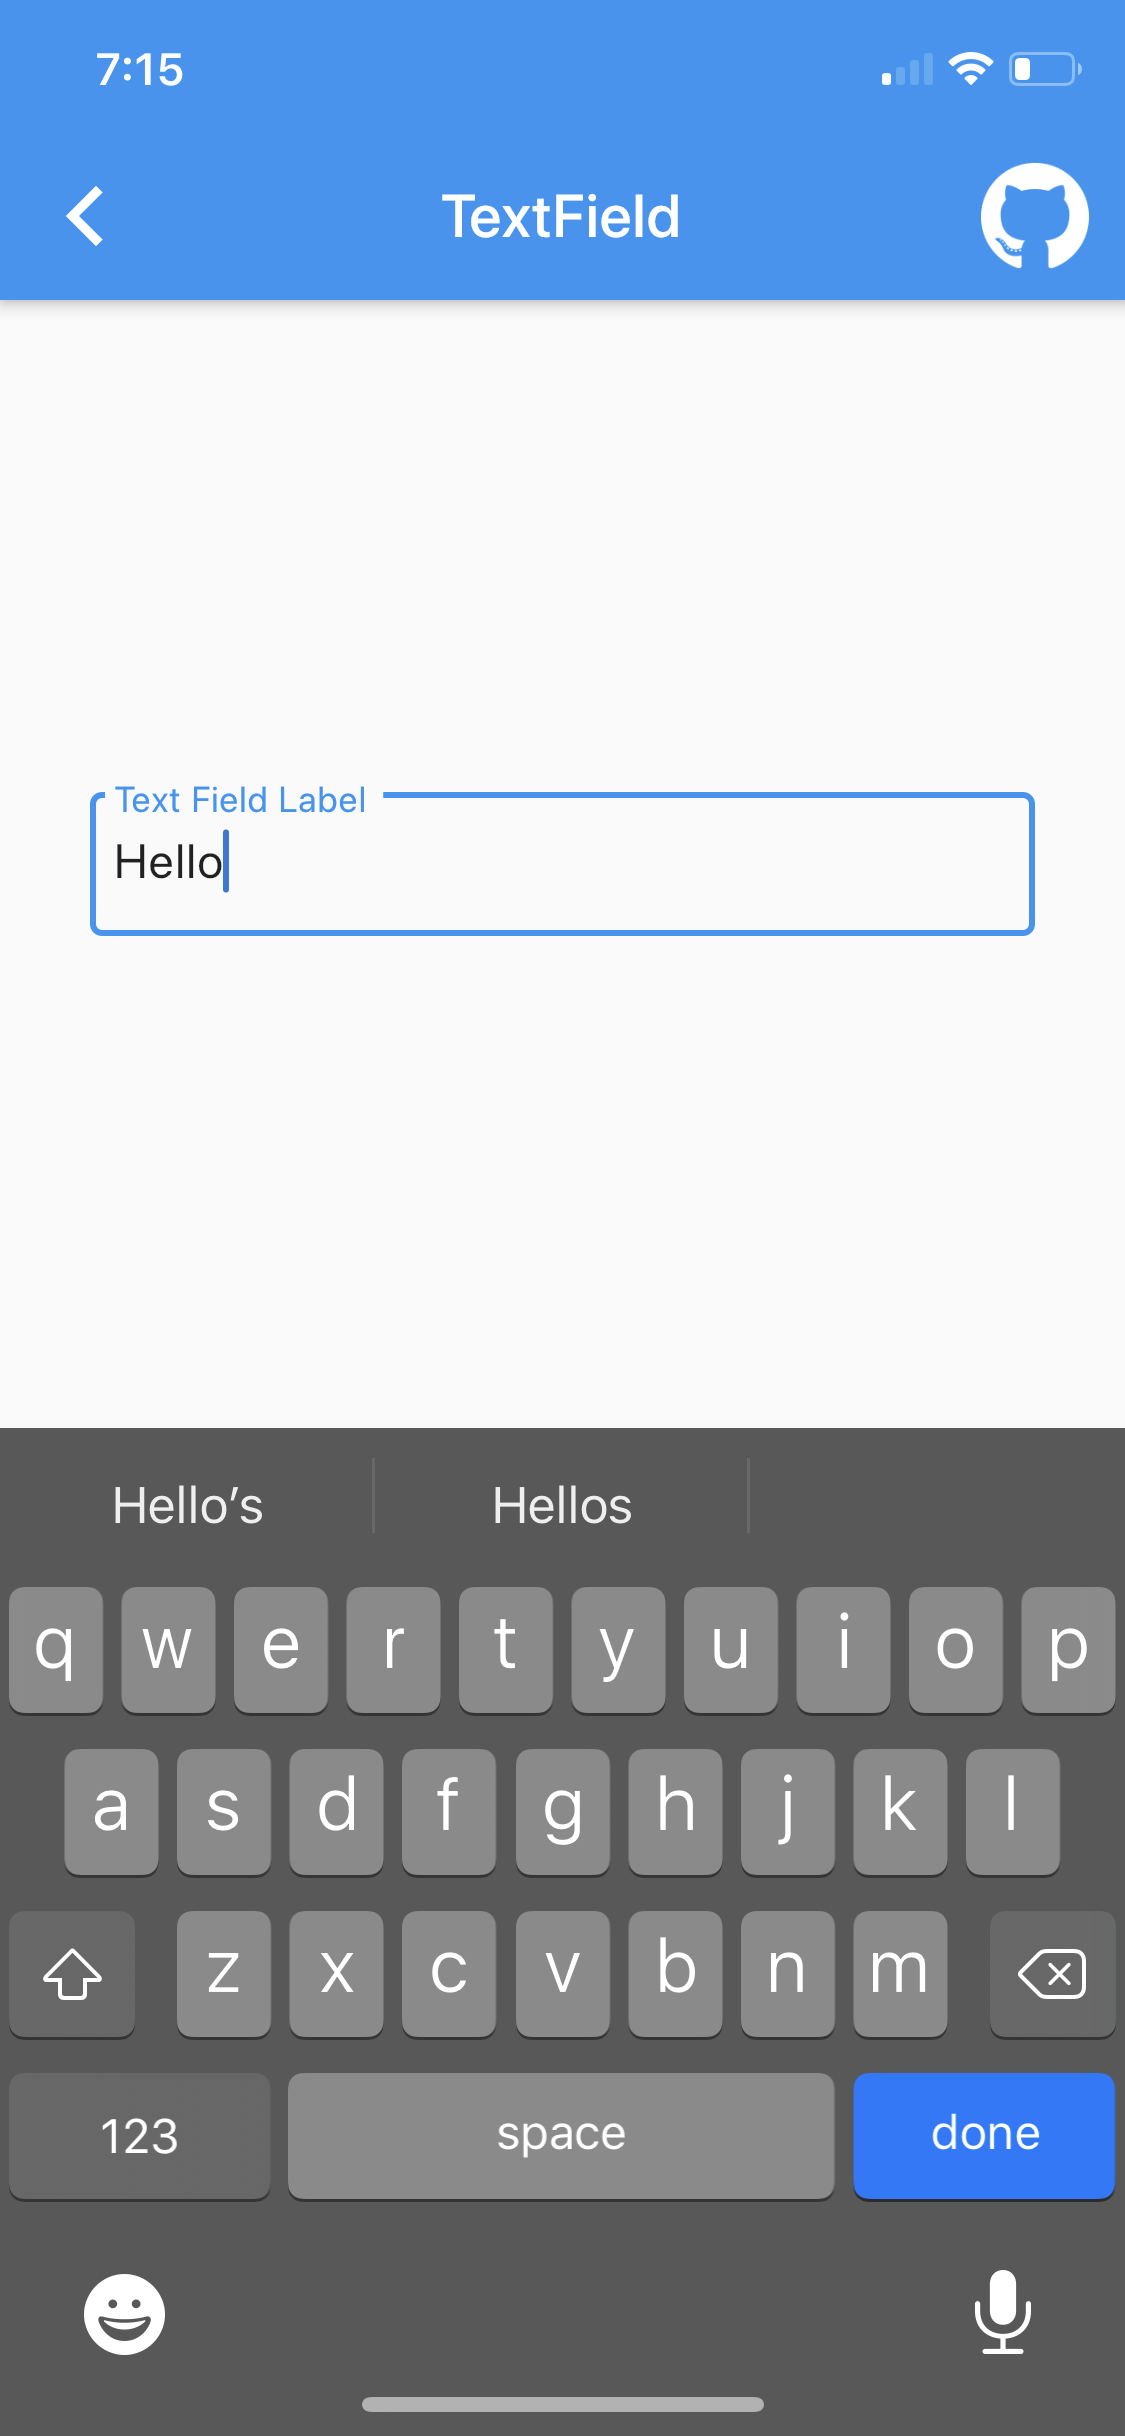 7:15
TextField
Text Field Label
Hello
Hello’s Hellos
q w e r t y u i o p
a s d f g h j k l
z x c v b n m
123 space done